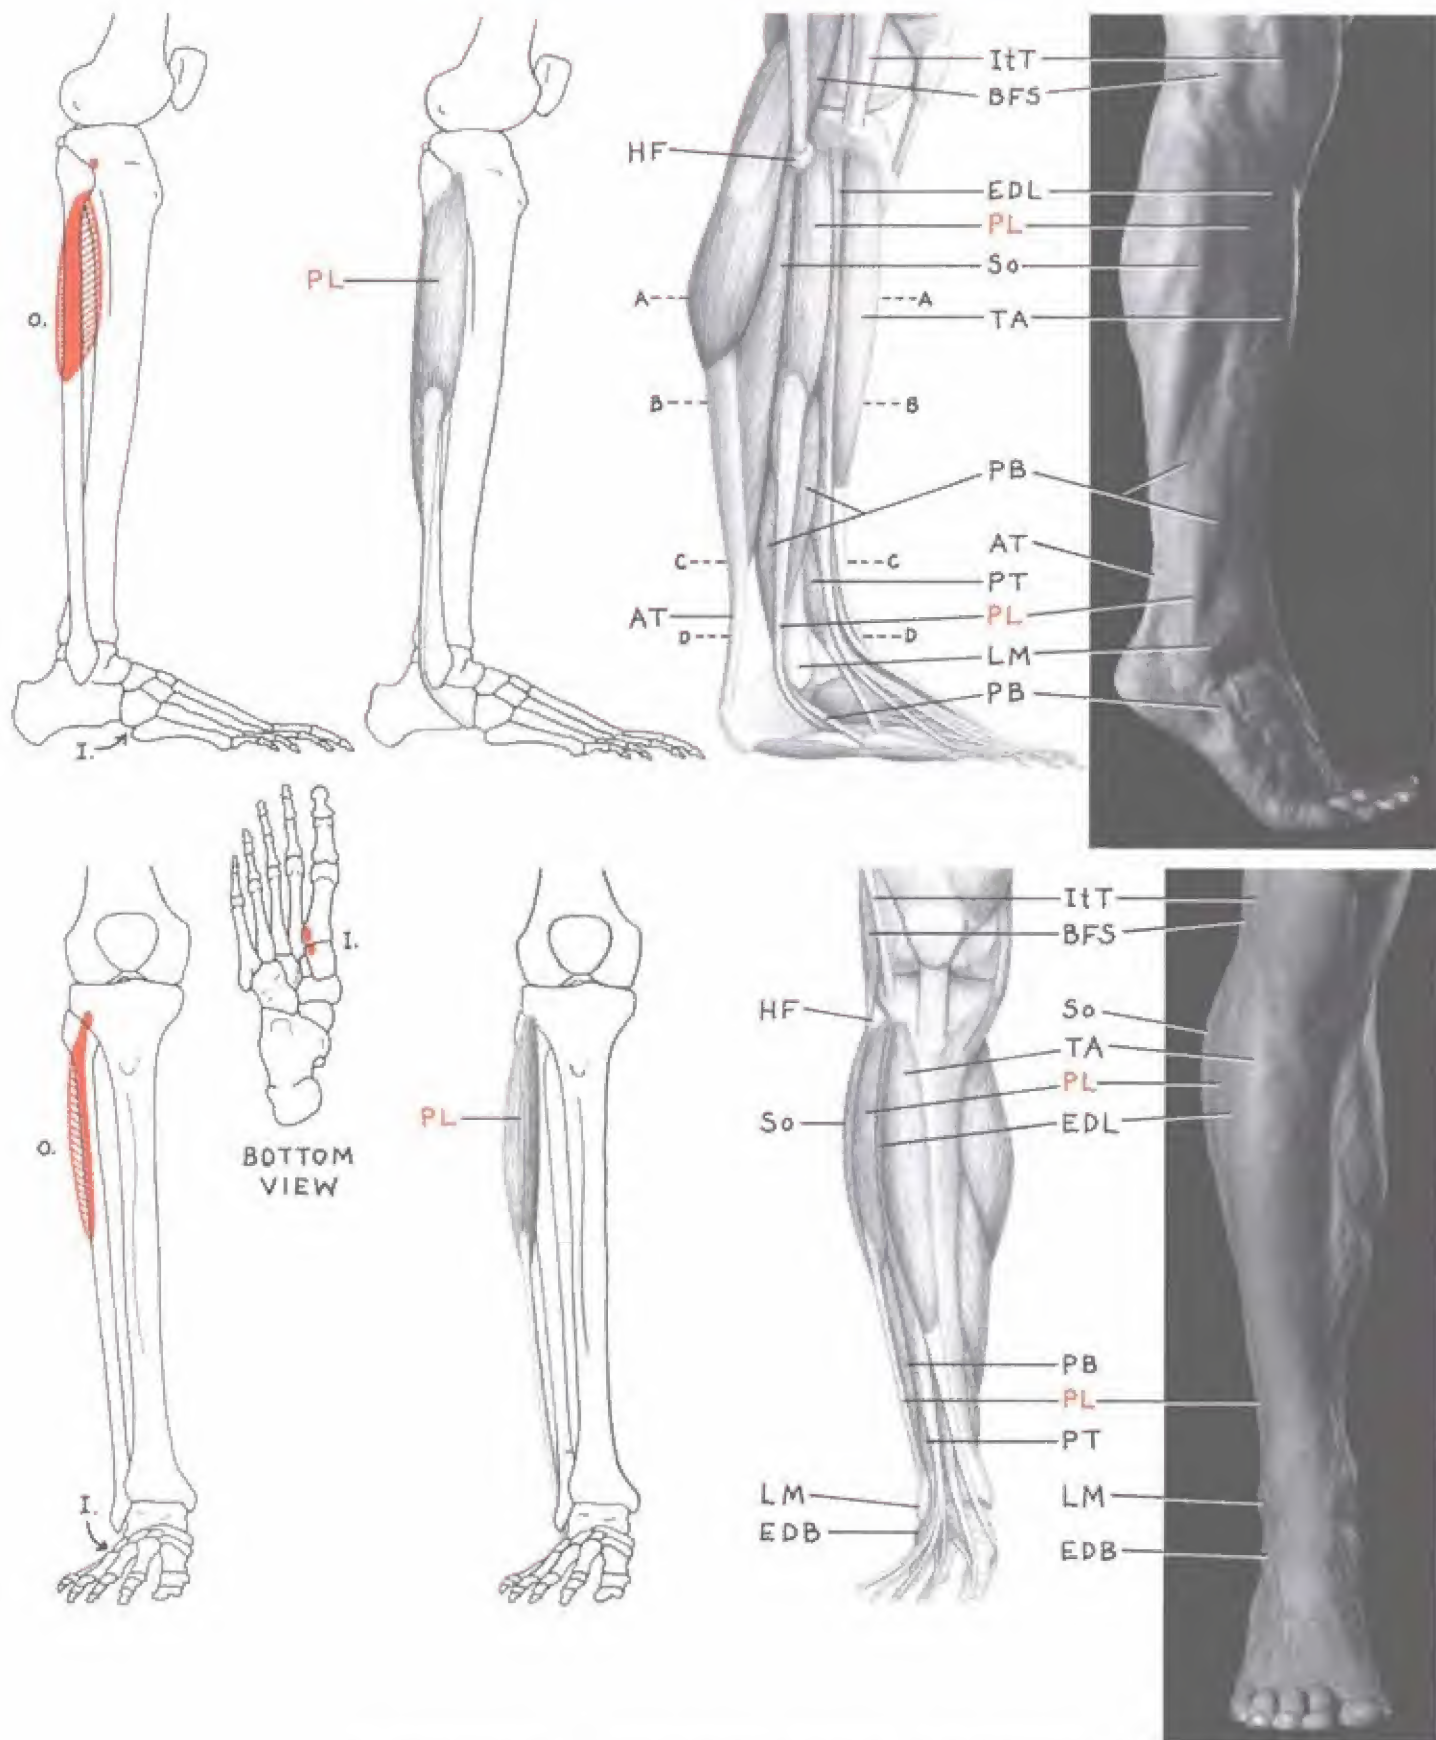 ItT
BFS
HF
EDL
PL
PL
So
A
A
O.
TA
B
B
PB
AT
C
C
PT
AT
PL
D
D
LM
PB
I.
ItT
BFS
I.
HF
So
TA
PL
PL
So
EDL
O.
BOTTOM
VIEW
PB
PL
PT
I.
LM
LM
EDB
EDB